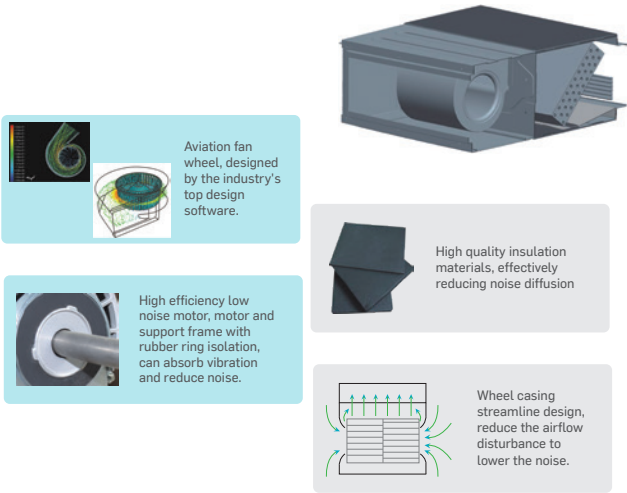 Aviation fan
wheel, designed
by the industry's
top design
software.
High quality insulation
materials, effectively
reducing noise diffusion
High efficiency low
noise motor, motor and
support frame with
rubber ring isolation,
can absorb vibration
and reduce noise.
Wheel casing
streamline design,
reduce the airflow
disturbance to
lower the noise.